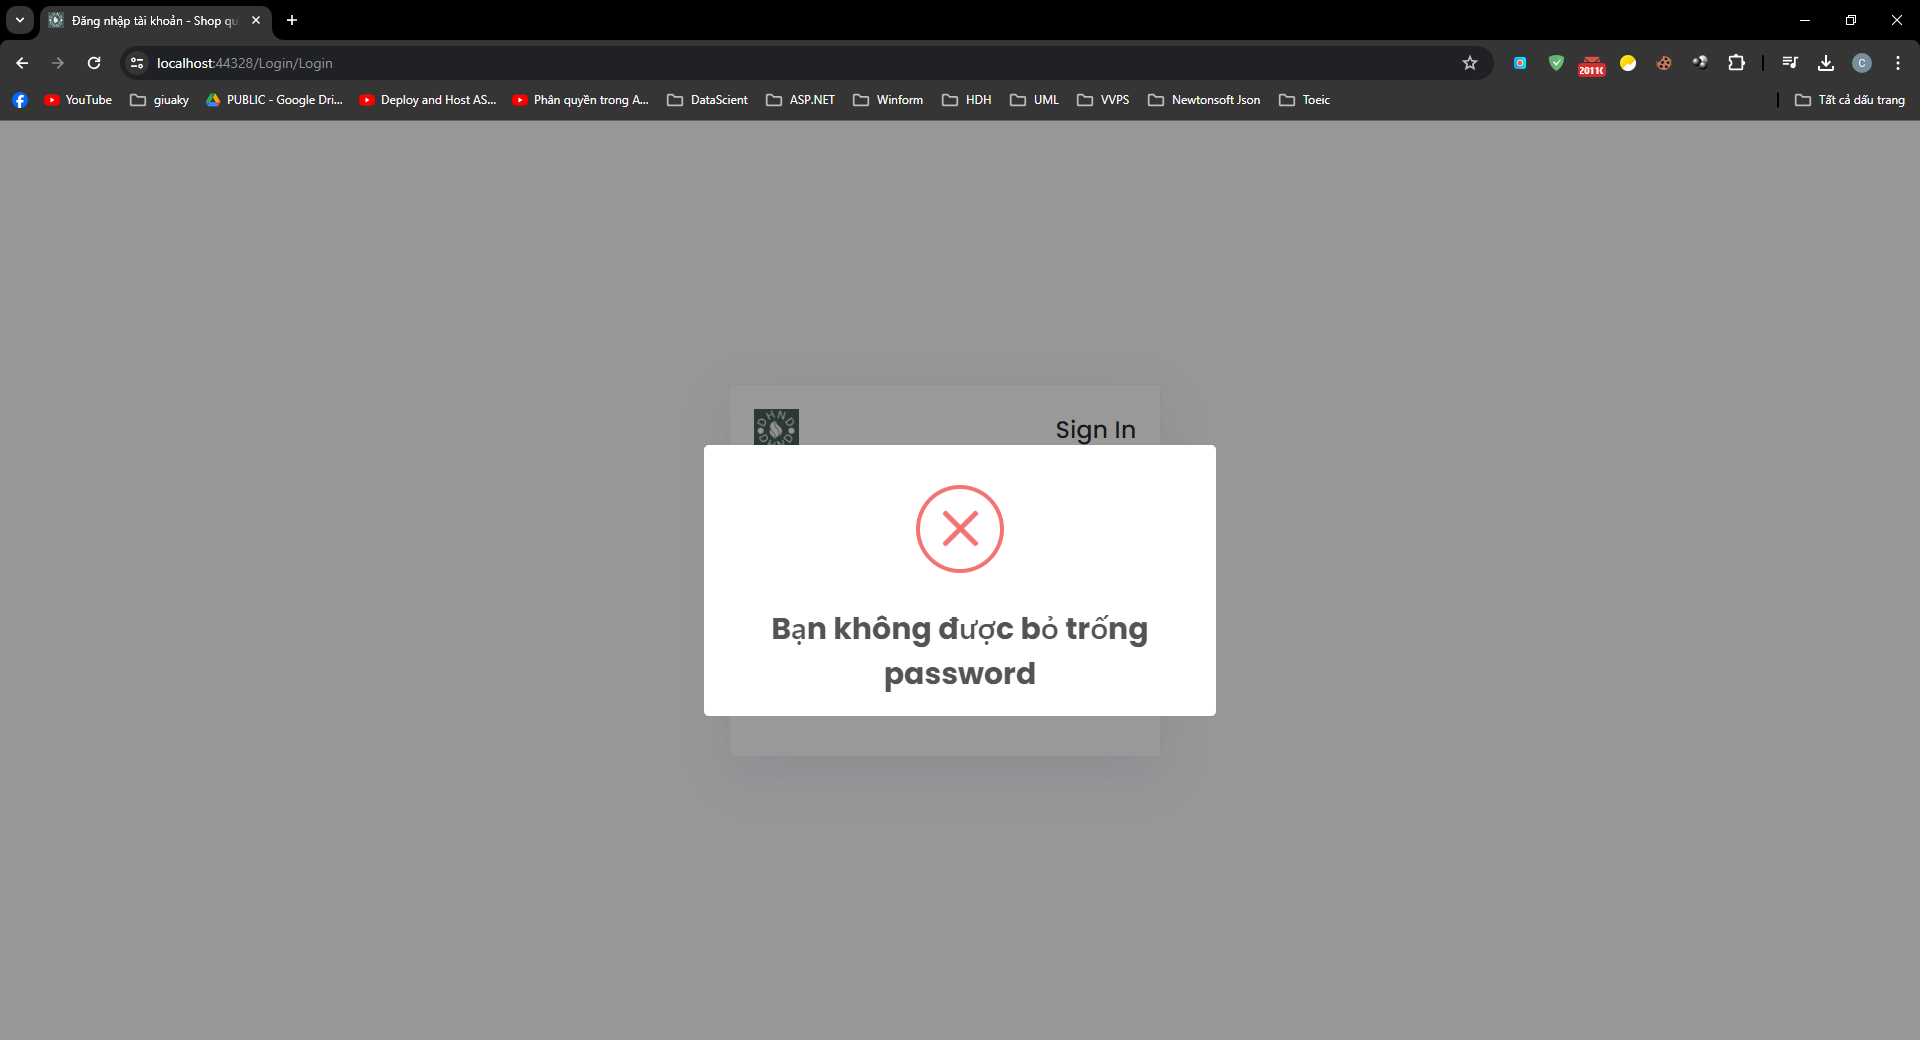 Đăng nhập tài khoản - Shop qu
localhost:44328/Login/Login
2011
C
YouTube
giuaky
PUBLIC - Google Dri...
Deploy and Host AS...
Phân quyền trong A...
DataScient
ASP.NET
Winform
HDH
UML
VVPS
Newtonsoft Json
Toeic
Tất cả dấu trang
DHND
Sign In
Bạn không được bỏ trống
password